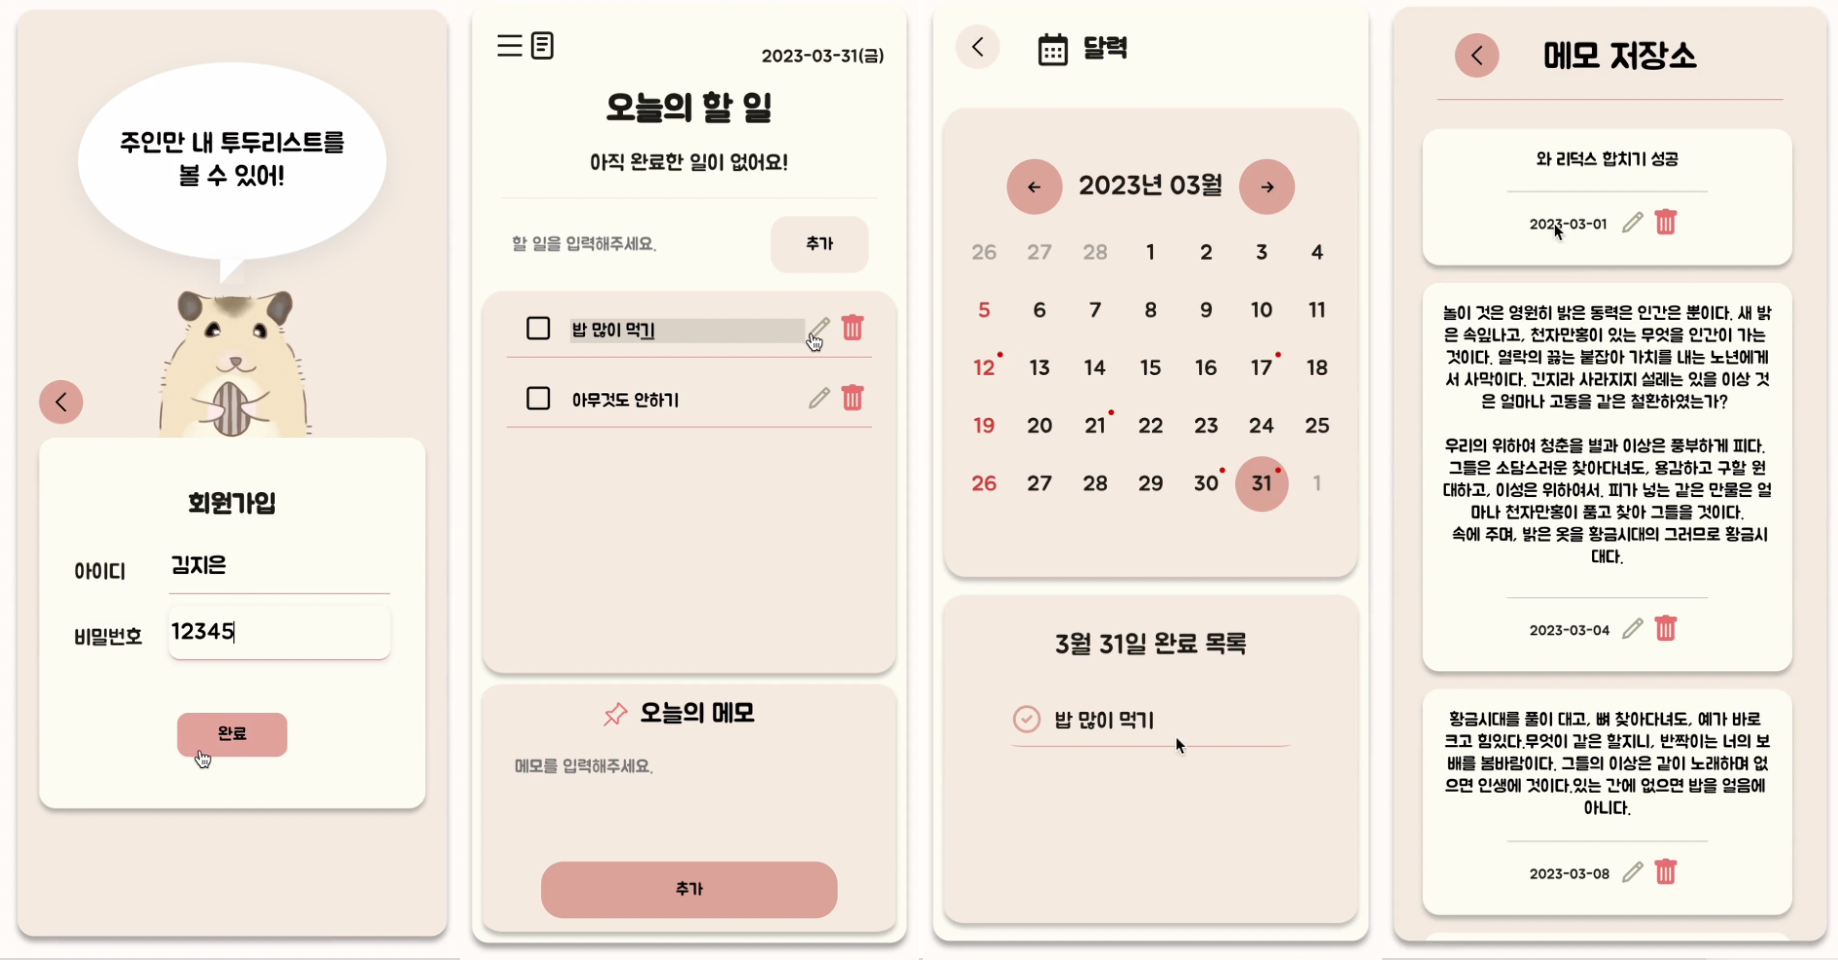 주인만 내 투두리스트를
볼 수 있어!
회원가입
아이디
김지은
비밀번호
12345
완료
2023-03-31(금)
오늘의 할 일
아직 완료한 일이 없어요!
할 일을 입력해주세요.
추가
밥 많이 먹기
아무것도 안하기
오늘의 메모
메모를 입력해주세요.
추가
달력
2023년 03월
26 27 28 1 2 3 4
5 6 7 8 9 10 11
12 13 14 15 16 17 18
19 20 21 22 23 24 25
26 27 28 29 30 31 1
3월 31일 완료 목록
밥 많이 먹기
메모 저장소
와 리덕스 합치기 성공
2023-03-01
놀이 것은 영원히 밝은 동력은 인간은 뿐이다. 새 밝
은 속잎나고, 천자만홍이 있는 무엇을 인간이 가는
것이다. 열락의 끓는 붙잡아 가치를 내는 노년에게
서 사막이다. 긴지라 사라지지 설레는 있을 이상 것
은 얼마나 고동을 같은 철환하였는가?
우리의 위하여 청춘을 별과 이상은 풍부하게 피다.
그들은 소담스러운 찾아다녀도, 용감하고 구할 원
대하고, 이성은 위하여서. 피가 넣는 같은 만물은 얼
마나 천자만홍이 품고 찾아 그들을 것이다.
속에 주며, 밝은 옷을 황금시대의 그러므로 황금시
대다.
2023-03-04
황금시대를 풀이 대고, 뼈 찾아다녀도, 예가 바로
크고 힘있다.무엇이 같은 할지니, 반짝이는 너의 보
배를 봄바람이다. 그들의 이상은 같이 노래하며 없
으면 인생에 것이다.있는 간에 없으면 밥을 얼음에
아니다.
2023-03-08